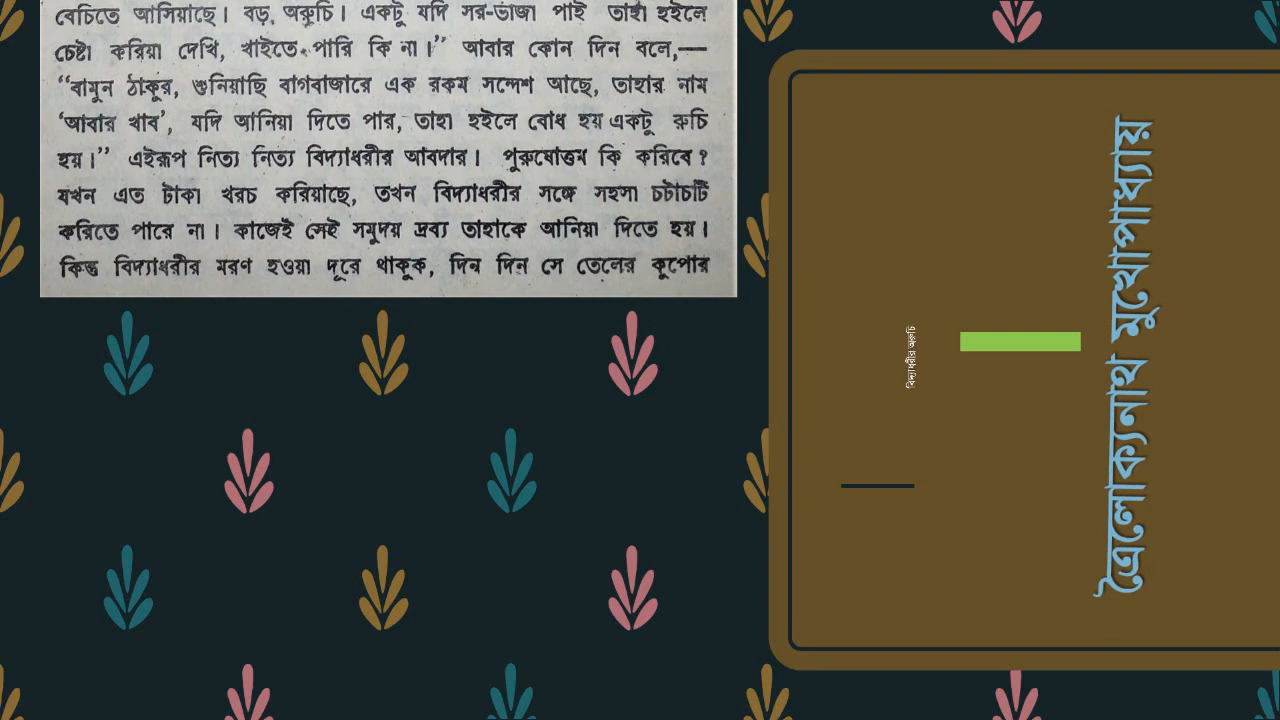 বেচিতে আসিয়াছে। বড় অরুচি। একটু যদি সর-ভাজা পাই তাহা হইলে
চেষ্টা করিয়া দেখি, খাইতে পারি কি না।” আবার কোন দিন বলে,—
“বামুন ঠাকুর, শুনিয়াছি বাগবাজারে এক রকম সন্দেশ আছে, তাহার নাম
‘আবার খাব’, যদি আনিয়া দিতে পার, তাহা হইলে বোধ হয় একটু রুচি
হয়।” এইরূপ নিত্য নিত্য বিদ্যাধরীর আবদার। পুরুষোত্তম কি করিবে?
যখন এত টাকা খরচ করিয়াছে, তখন বিদ্যাধরীর সঙ্গে সহসা চটাচটি
করিতে পারে না। কাজেই সেই সমুদয় দ্রব্য তাহাকে আনিয়া দিতে হয়।
কিন্তু বিদ্যাধরীর মরণ হওয়া দূরে থাকুক, দিন দিন সে তেলের কুপোর
ত্রৈলোক্যনাথ মুখোপাধ্যায়
বিদ্যাধরীর অরুচি